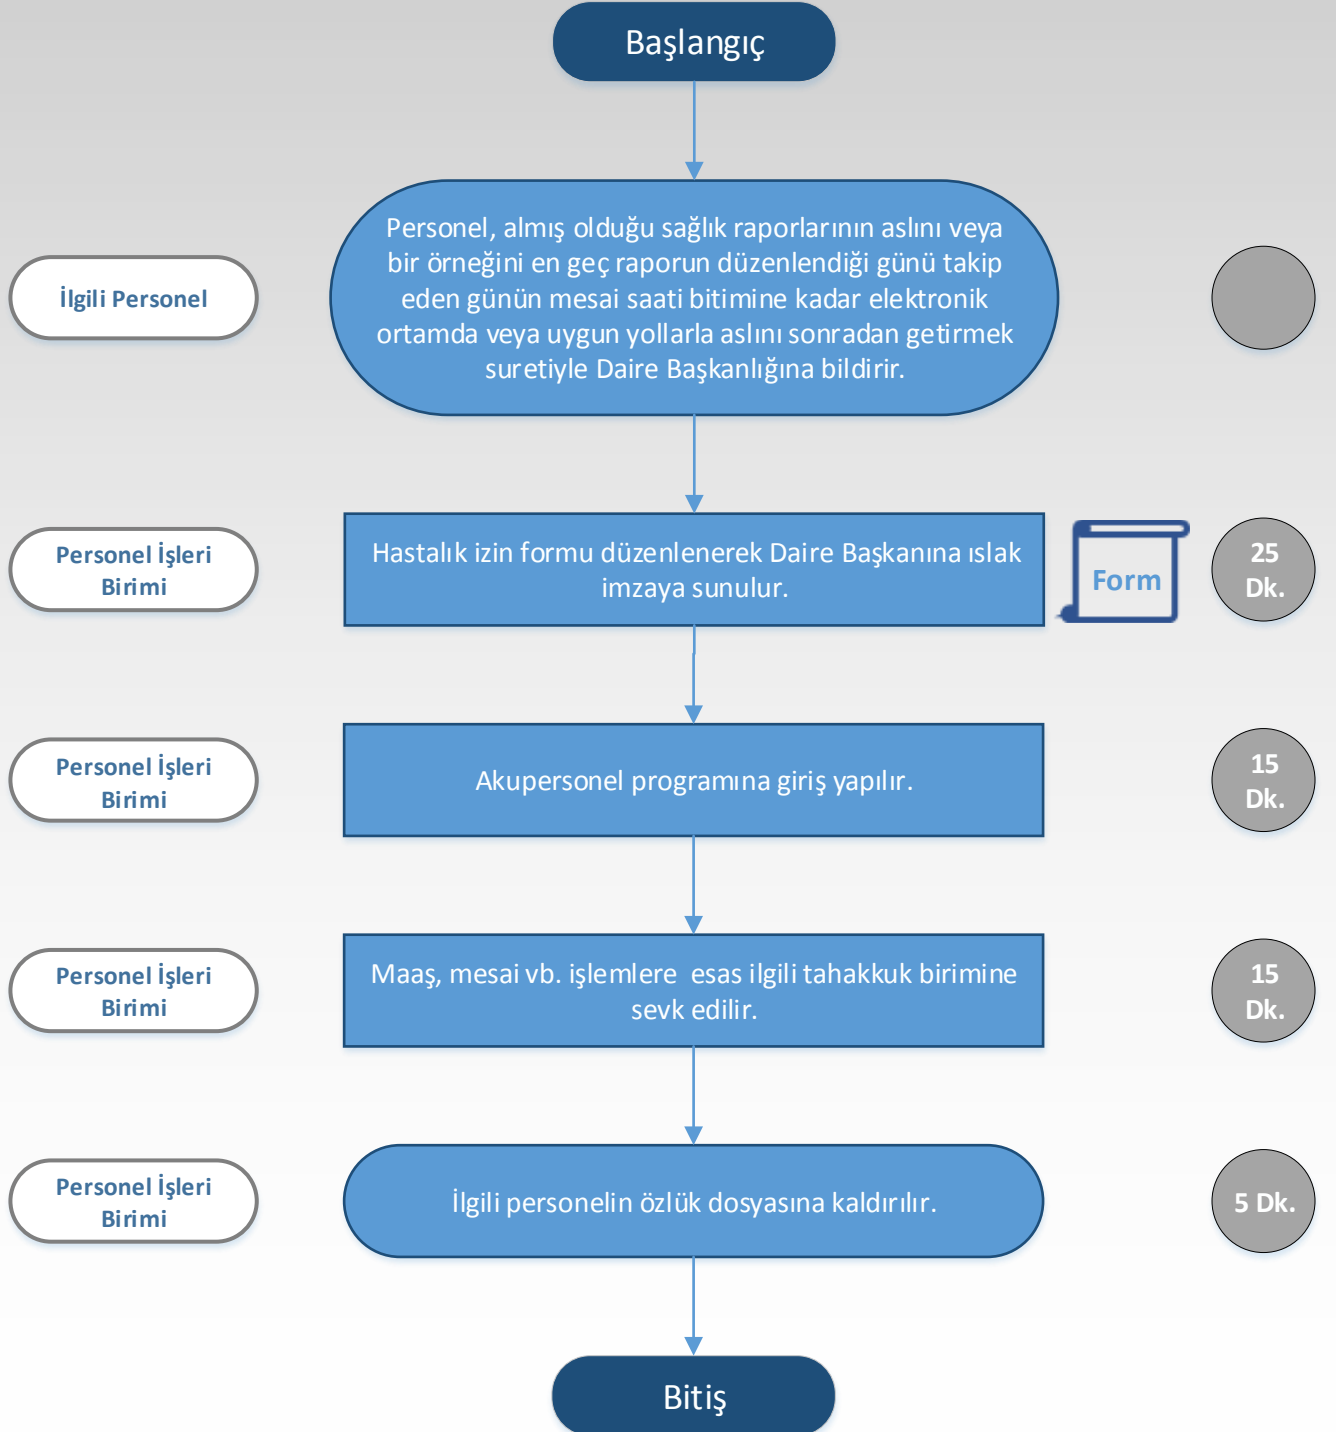 Başlangıç
İlgili Personel
Personel, almış olduğu sağlık raporlarının aslını veya
bir örneğini en geç raporun düzenlendiği günü takip
eden günün mesai saati bitimine kadar elektronik
ortamda veya uygun yollarla aslını sonradan getirmek
suretiyle Daire Başkanlığına bildirir.
Personel İşleri
Birimi
Hastalık izin formu düzenlenerek Daire Başkanına ıslak
imzaya sunulur.
Form
25
Dk.
Personel İşleri
Birimi
Akupersonel programına giriş yapılır.
15
Dk.
Personel İşleri
Birimi
Maaş, mesai vb. işlemlere esas ilgili tahakkuk birimine
sevk edilir.
15
Dk.
Personel İşleri
Birimi
İlgili personelin özlük dosyasına kaldırılır.
5 Dk.
Bitiş